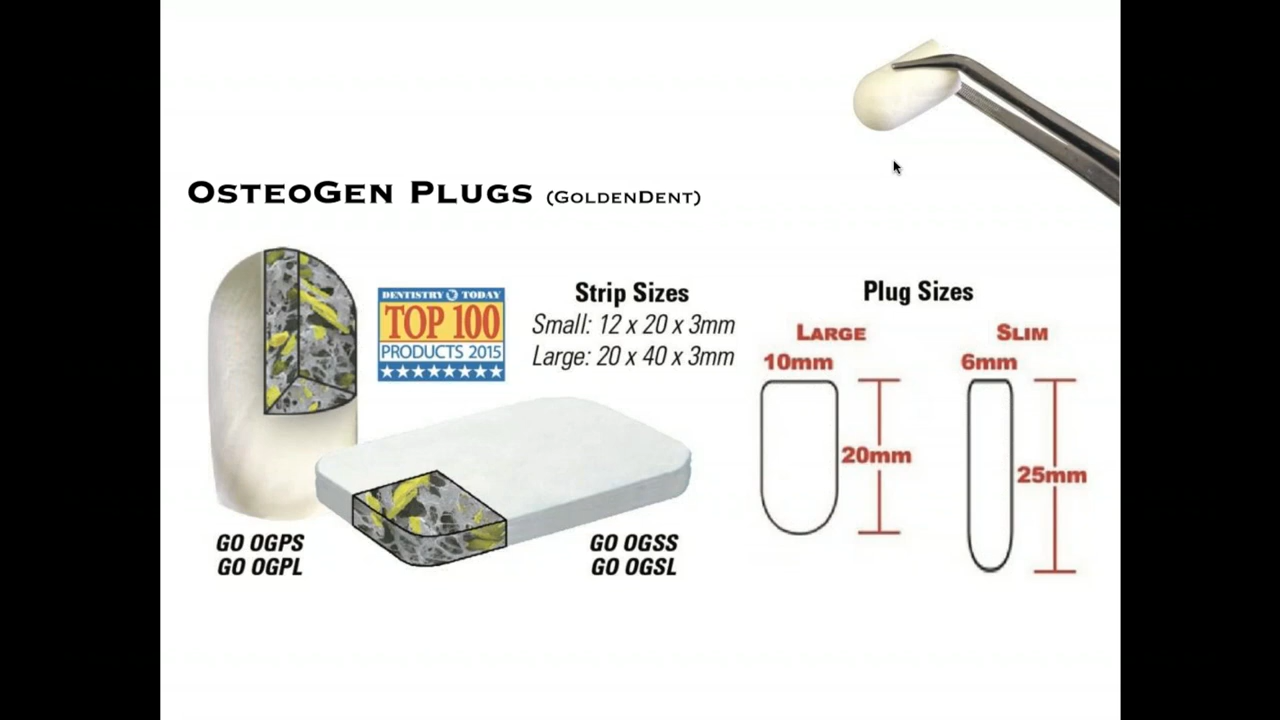 OsteoGen Plugs (GoldenDent)
DENTISTRY TODAY
TOP 100
PRODUCTS 2015
Strip Sizes
Small: 12 x 20 x 3mm
Large: 20 x 40 x 3mm
Plug Sizes
LARGE
10mm
20mm
SLIM
6mm
25mm
GO OGPS
GO OGPL
GO OGSS
GO OGSL